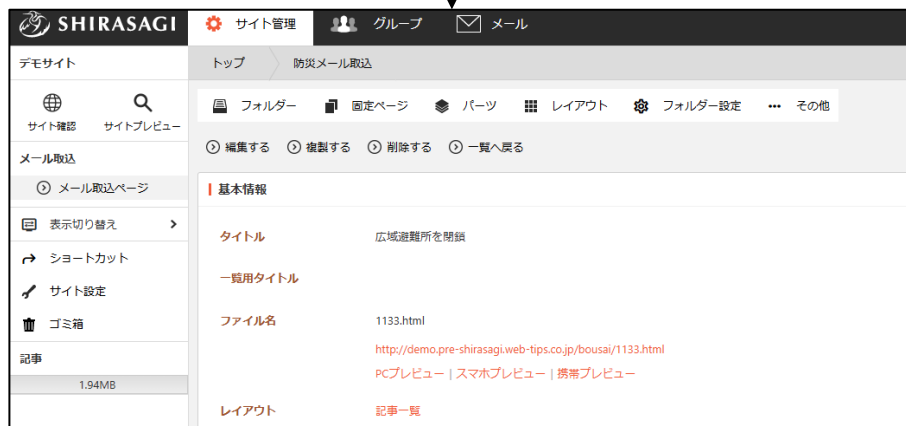 SHIRASAGI
サイト管理 グループ メール
デモサイト
トップ 防災メール取込
サイト確認 サイトプレビュー
フォルダー 固定ページ パーツ レイアウト フォルダー設定 ••• その他
編集する 複製する 削除する 一覧へ戻る
メール取込
メール取込ページ
基本情報
表示切り替え
タイトル 広域避難所を閉鎖
ショートカット
一覧用タイトル
サイト設定
ファイル名 1133.html
ゴミ箱
http://demo.pre-shirasagi.web-tips.co.jp/bousai/1133.html
記事
PCプレビュー | スマホプレビュー | 携帯プレビュー
1.94MB
レイアウト 記事一覧